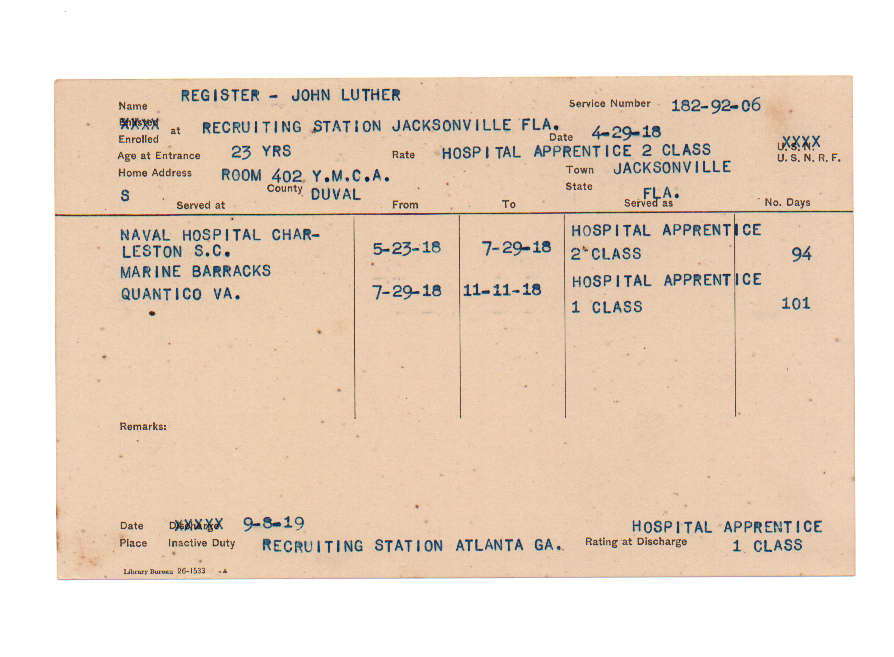 Name REGISTER - JOHN LUTHER Service Number 182-92-06
Enlisted
Enrolled at RECRUITING STATION JACKSONVILLE FLA. Date 4-29-18
U.S.N.
Age at Entrance 23 YRS Rate HOSPITAL APPRENTICE 2 CLASS U. S. N. R. F.
Home Address ROOM 402 Y.M.C.A. Town JACKSONVILLE
S County DUVAL State FLA.
Served at From To Served as No. Days
NAVAL HOSPITAL CHAR- HOSPITAL APPRENTICE
LESTON S.C. 5-23-18 7-29-18 2 CLASS 94
MARINE BARRACKS HOSPITAL APPRENTICE
QUANTICO VA. 7-29-18 11-11-18 1 CLASS 101
Remarks:
Date Discharge 9-8-19 HOSPITAL APPRENTICE
Place Inactive Duty RECRUITING STATION ATLANTA GA. Rating at Discharge 1 CLASS
Library Bureau 26-1533